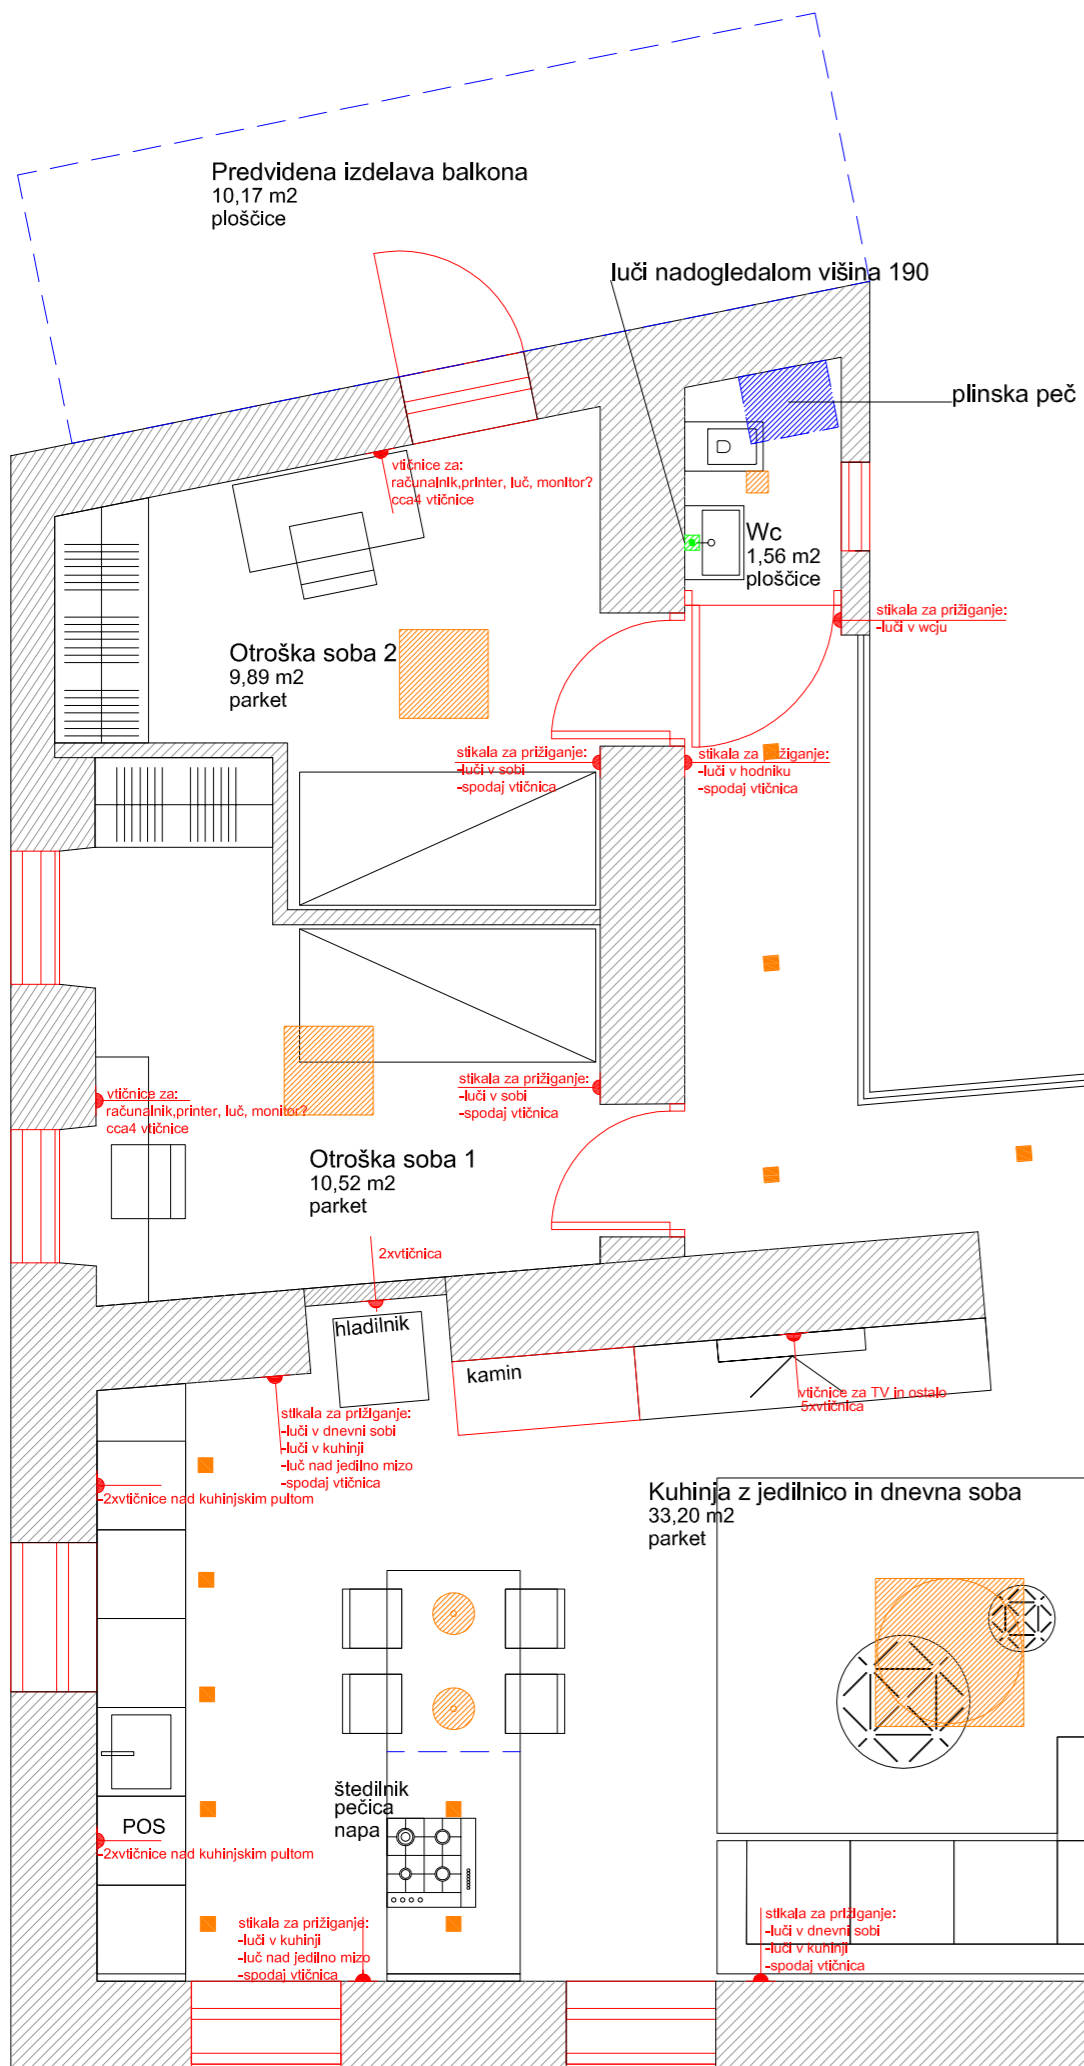 Predvidena izdelava balkona
10,17 m2
ploščice
luči nadogledalom višina 190
plinska peč
vtičnice za:
računalnik,printer, luč, monitor?
cca4 vtičnice
Wc
1,56 m2
ploščice
stikala za prižiganje:
-luči v wcju
Otroška soba 2
9,89 m2
parket
stikala za prižiganje:
-luči v sobi
-spodaj vtičnica
stikala za prižiganje:
-luči v hodniku
-spodaj vtičnica
stikala za prižiganje:
-luči v sobi
-spodaj vtičnica
vtičnice za:
računalnik,printer, luč, monitor?
cca4 vtičnice
Otroška soba 1
10,52 m2
parket
2xvtičnica
hladilnik
kamin
vtičnice za TV in ostalo
5xvtičnica
stikala za prižiganje:
-luči v dnevni sobi
-luči v kuhinji
-luč nad jedilno mizo
-spodaj vtičnica
-2xvtičnice nad kuhinjskim pultom
Kuhinja z jedilnico in dnevna soba
33,20 m2
parket
štedilnik
pečica
napa
POS
-2xvtičnice nad kuhinjskim pultom
stikala za prižiganje:
-luči v kuhinji
-luč nad jedilno mizo
-spodaj vtičnica
stikala za prižiganje:
-luči v dnevni sobi
-luči v kuhinji
-spodaj vtičnica